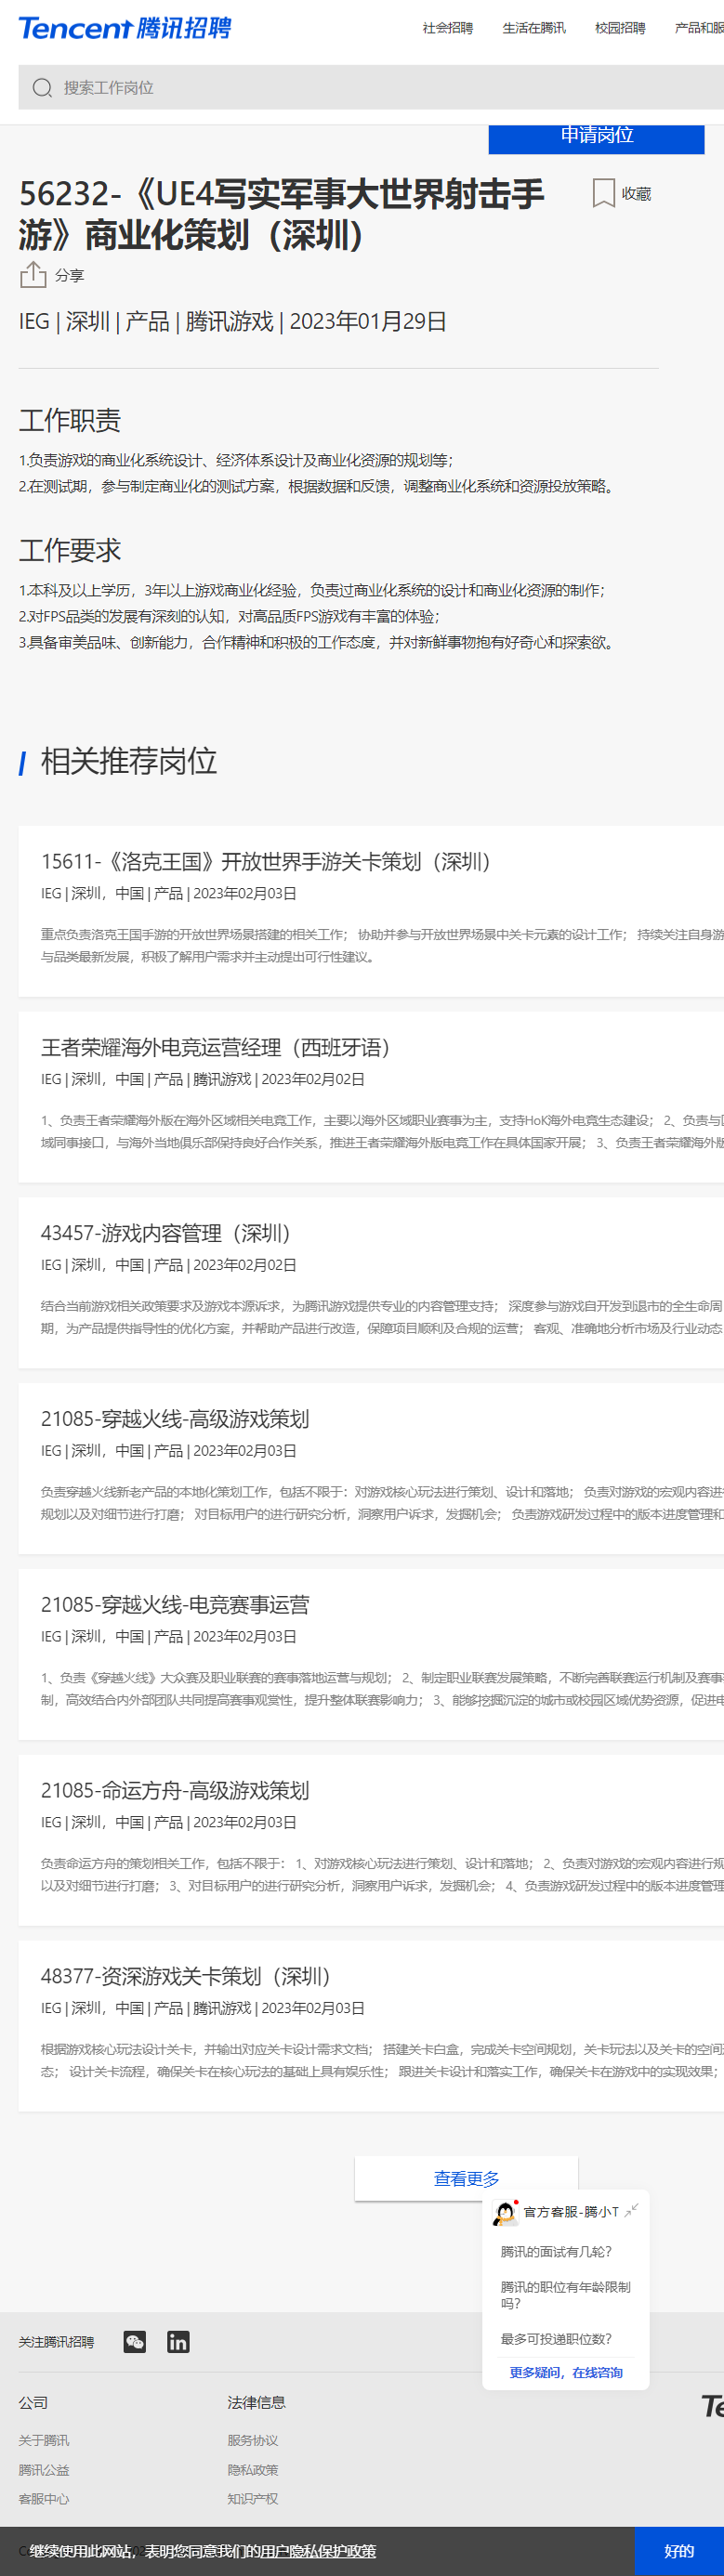 Tencent 腾讯招聘
社会招聘 生活在腾讯 校园招聘 产品和服
搜索工作岗位
申请岗位
56232-《UE4写实军事大世界射击手
游》商业化策划（深圳）
收藏
分享
IEG | 深圳 | 产品 | 腾讯游戏 | 2023年01月29日
工作职责
1.负责游戏的商业化系统设计、经济体系设计及商业化资源的规划等；
2.在测试期，参与制定商业化的测试方案，根据数据和反馈，调整商业化系统和资源投放策略。
工作要求
1.本科及以上学历，3年以上游戏商业化经验，负责过商业化系统的设计和商业化资源的制作；
2.对FPS品类的发展有深刻的认知，对高品质FPS游戏有丰富的体验；
3.具备审美品味、创新能力，合作精神和积极的工作态度，并对新鲜事物抱有好奇心和探索欲。
相关推荐岗位
15611-《洛克王国》开放世界手游关卡策划（深圳）
IEG | 深圳，中国 | 产品 | 2023年02月03日
重点负责洛克王国手游的开放世界场景搭建的相关工作； 协助并参与开放世界场景中关卡元素的设计工作； 持续关注自身游
与品类最新发展，积极了解用户需求并主动提出可行性建议。
王者荣耀海外电竞运营经理（西班牙语）
IEG | 深圳，中国 | 产品 | 腾讯游戏 | 2023年02月02日
1、负责王者荣耀海外版在海外区域相关电竞工作，主要以海外区域职业赛事为主，支持HoK海外电竞生态建设； 2、负责与区
域同事接口，与海外当地俱乐部保持良好合作关系，推进王者荣耀海外版电竞工作在具体国家开展； 3、负责王者荣耀海外版
43457-游戏内容管理（深圳）
IEG | 深圳，中国 | 产品 | 2023年02月02日
结合当前游戏相关政策要求及游戏本源诉求，为腾讯游戏提供专业的内容管理支持； 深度参与游戏自开发到退市的全生命周
期，为产品提供指导性的优化方案，并帮助产品进行改造，保障项目顺利及合规的运营； 客观、准确地分析市场及行业动态
21085-穿越火线-高级游戏策划
IEG | 深圳，中国 | 产品 | 2023年02月03日
负责穿越火线新老产品的本地化策划工作，包括不限于：对游戏核心玩法进行策划、设计和落地； 负责对游戏的宏观内容进行
规划以及对细节进行打磨； 对目标用户的进行研究分析，洞察用户诉求，发掘机会； 负责游戏研发过程中的版本进度管理和
21085-穿越火线-电竞赛事运营
IEG | 深圳，中国 | 产品 | 2023年02月03日
1、负责《穿越火线》大众赛及职业联赛的赛事落地运营与规划； 2、制定职业联赛发展策略，不断完善联赛运行机制及赛事
制，高效结合内外部团队共同提高赛事观赏性，提升整体联赛影响力； 3、能够挖掘沉淀的城市或校园区域优势资源，促进电
21085-命运方舟-高级游戏策划
IEG | 深圳，中国 | 产品 | 2023年02月03日
负责命运方舟的策划相关工作，包括不限于： 1、对游戏核心玩法进行策划、设计和落地； 2、负责对游戏的宏观内容进行规
以及对细节进行打磨； 3、对目标用户的进行研究分析，洞察用户诉求，发掘机会； 4、负责游戏研发过程中的版本进度管理
48377-资深游戏关卡策划（深圳）
IEG | 深圳，中国 | 产品 | 腾讯游戏 | 2023年02月03日
根据游戏核心玩法设计关卡，并输出对应关卡设计需求文档； 搭建关卡白盒，完成关卡空间规划，关卡玩法以及关卡的空间
态； 设计关卡流程，确保关卡在核心玩法的基础上具有娱乐性； 跟进关卡设计和落实工作，确保关卡在游戏中的实现效果；
查看更多
官方客服-腾小T
腾讯的面试有几轮？
腾讯的职位有年龄限制
吗？
最多可投递职位数？
更多疑问，在线咨询
关注腾讯招聘
公司 法律信息
Te
关于腾讯 服务协议
腾讯公益 隐私政策
客服中心 知识产权
继续使用此网站，表明您同意我们的用户隐私保护政策
好的